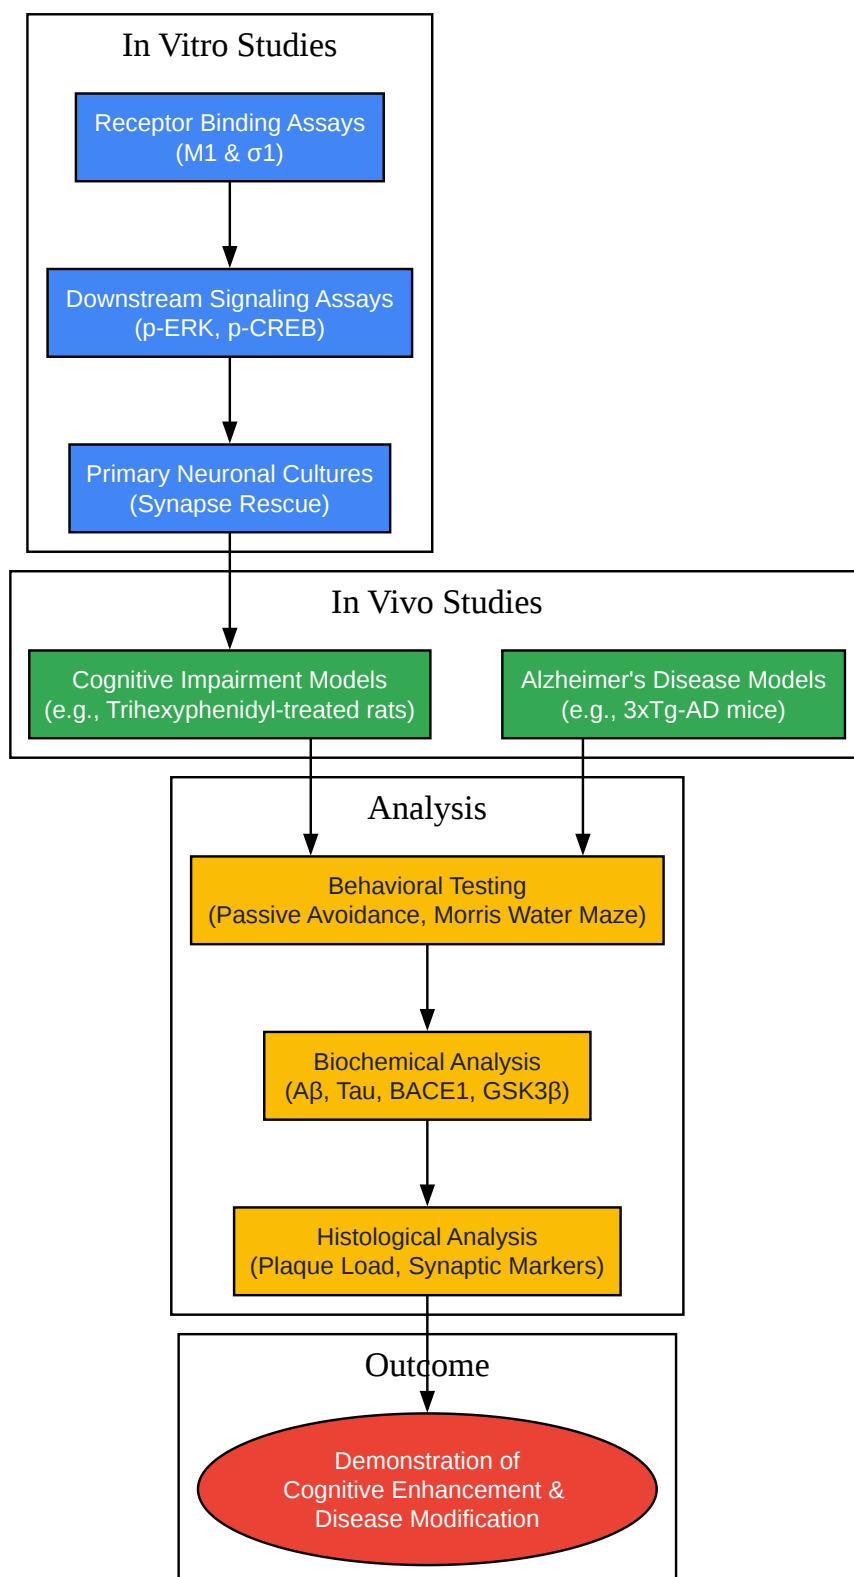 In Vitro Studies
Receptor Binding Assays
(M1 & σ1)
Downstream Signaling Assays
(p-ERK, p-CREB)
Primary Neuronal Cultures
(Synapse Rescue)
In Vivo Studies
Cognitive Impairment Models
(e.g., Trihexyphenidyl-treated rats)
Alzheimer's Disease Models
(e.g., 3xTg-AD mice)
Analysis
Behavioral Testing
(Passive Avoidance, Morris Water Maze)
Biochemical Analysis
(Aβ, Tau, BACE1, GSK3β)
Histological Analysis
(Plaque Load, Synaptic Markers)
Outcome
Demonstration of
Cognitive Enhancement &
Disease Modification